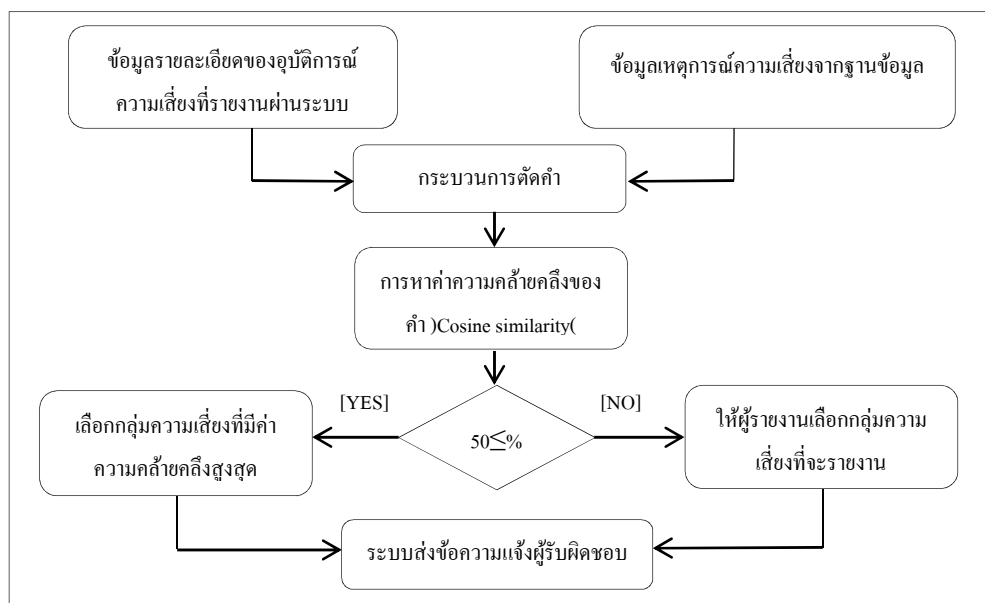 ข้อมูลรายละเอียดของอุบัติการณ์
ความเสี่ยงที่รายงานผ่านระบบ
ข้อมูลเหตุการณ์ความเสี่ยงจากฐานข้อมูล
กระบวนการตัดคำ
การหาค่าความคล้ายคลึงของ
คำ )Cosine similarity(
[YES]
[NO]
50≤%
เลือกกลุ่มความเสี่ยงที่มีค่า
ความคล้ายคลึงสูงสุด
ให้ผู้รายงานเลือกกลุ่มความ
เสี่ยงที่จะรายงาน
ระบบส่งข้อความแจ้งผู้รับผิดชอบ